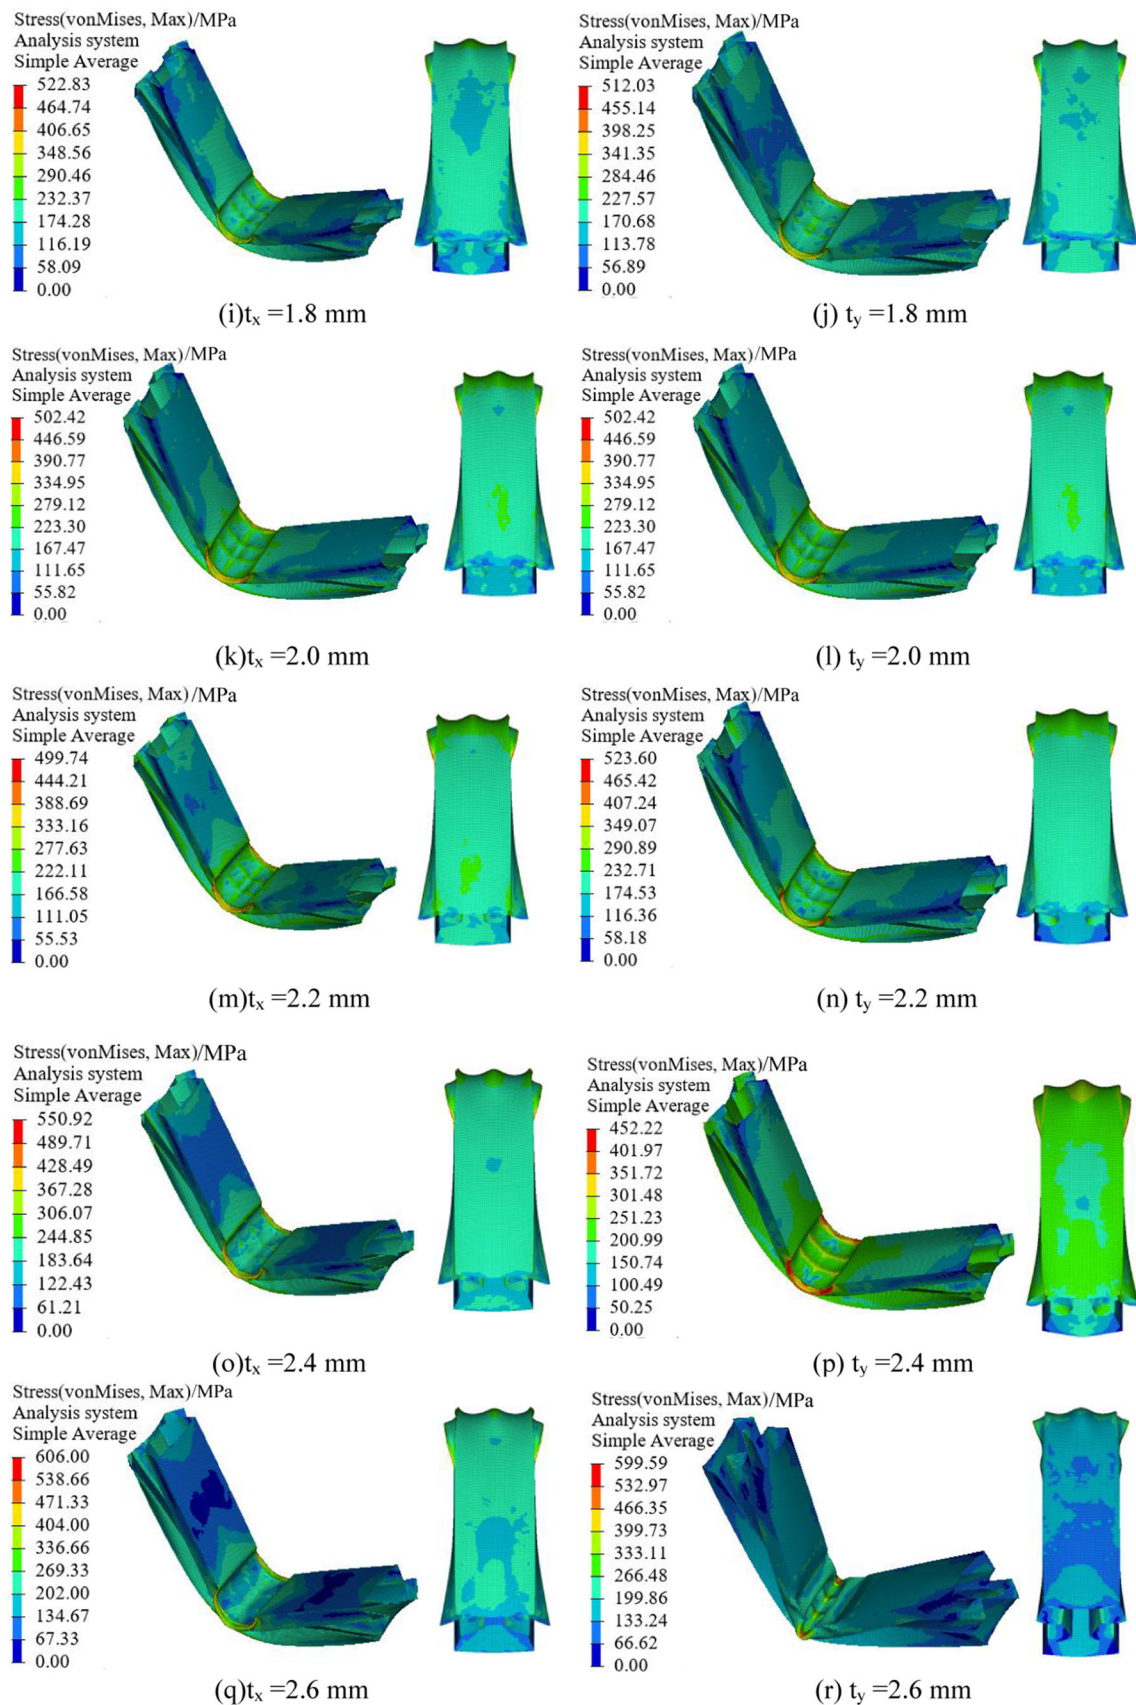 Stress(vonMises, Max)/MPa
Analysis system
Simple Average
522.83
464.74
406.65
348.56
290.46
232.37
174.28
116.19
58.09
0.00
(i)tx =1.8 mm
Stress(vonMises, Max)/MPa
Analysis system
Simple Average
512.03
455.14
398.25
341.35
284.46
227.57
170.68
113.78
56.89
0.00
(j) ty =1.8 mm
Stress(vonMises, Max)/MPa
Analysis system
Simple Average
502.42
446.59
390.77
334.95
279.12
223.30
167.47
111.65
55.82
0.00
(k)tx =2.0 mm
Stress(vonMises, Max)/MPa
Analysis system
Simple Average
502.42
446.59
390.77
334.95
279.12
223.30
167.47
111.65
55.82
0.00
(l) ty =2.0 mm
Stress(vonMises, Max)/MPa
Analysis system
Simple Average
499.74
444.21
388.69
333.16
277.63
222.11
166.58
111.05
55.53
0.00
(m)tx =2.2 mm
Stress(vonMises, Max)/MPa
Analysis system
Simple Average
523.60
465.42
407.24
349.07
290.89
232.71
174.53
116.36
58.18
0.00
(n) ty =2.2 mm
Stress(vonMises, Max)/MPa
Analysis system
Simple Average
550.92
489.71
428.49
367.28
306.07
244.85
183.64
122.43
61.21
0.00
(o)tx =2.4 mm
Stress(vonMises, Max)/MPa
Analysis system
Simple Average
452.22
401.97
351.72
301.48
251.23
200.99
150.74
100.49
50.25
0.00
(p) ty =2.4 mm
Stress(vonMises, Max)/MPa
Analysis system
Simple Average
606.00
538.66
471.33
404.00
336.66
269.33
202.00
134.67
67.33
0.00
(q)tx =2.6 mm
Stress(vonMises, Max)/MPa
Analysis system
Simple Average
599.59
532.97
466.35
399.73
333.11
266.48
199.86
133.24
66.62
0.00
(r) ty =2.6 mm